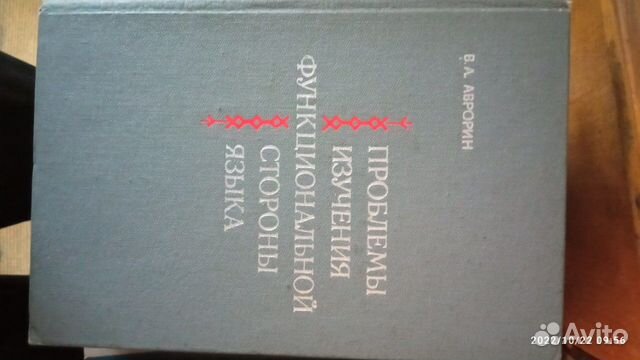 В. А. АВРОРИН
ПРОБЛЕМЫ
ИЗУЧЕНИЯ
ФУНКЦИОНАЛЬНОЙ
СТОРОНЫ
ЯЗЫКА
2022/10/22 09:56
Avito